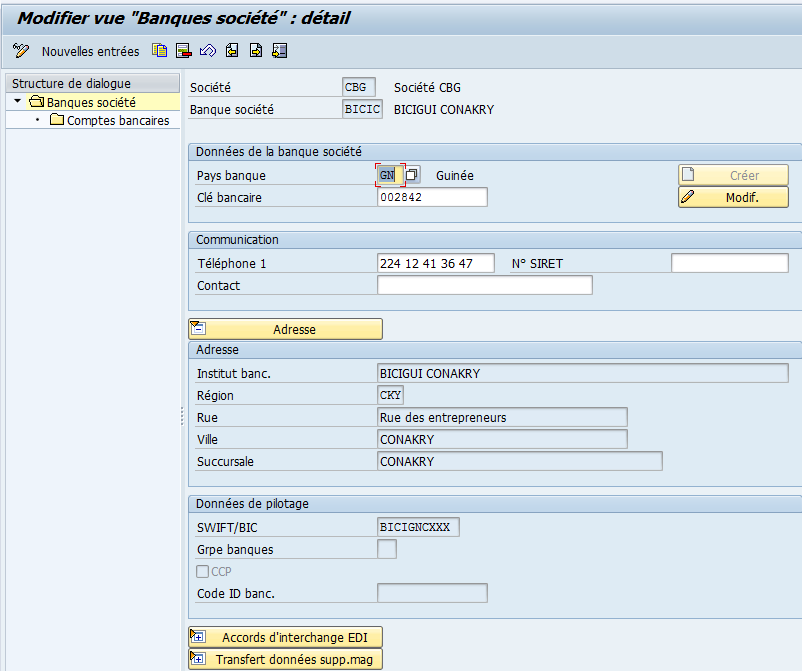 Modifier vue "Banques société" : détail
Nouvelles entrées
Structure de dialogue
Banques société
Comptes bancaires
Société CBG Société CBG
Banque société BICIC BICIGUI CONAKRY
Données de la banque société
Pays banque GN Guinée Créer
Clé bancaire 002842 Modif.
Communication
Téléphone 1 224 12 41 36 47 N° SIRET
Contact
Adresse
Adresse
Institut banc. BICIGUI CONAKRY
Région CKY
Rue Rue des entrepreneurs
Ville CONAKRY
Succursale CONAKRY
Données de pilotage
SWIFT/BIC BICIGNCXXX
Grpe banques
CCP
Code ID banc.
Accords d'interchange EDI
Transfert données supp.mag